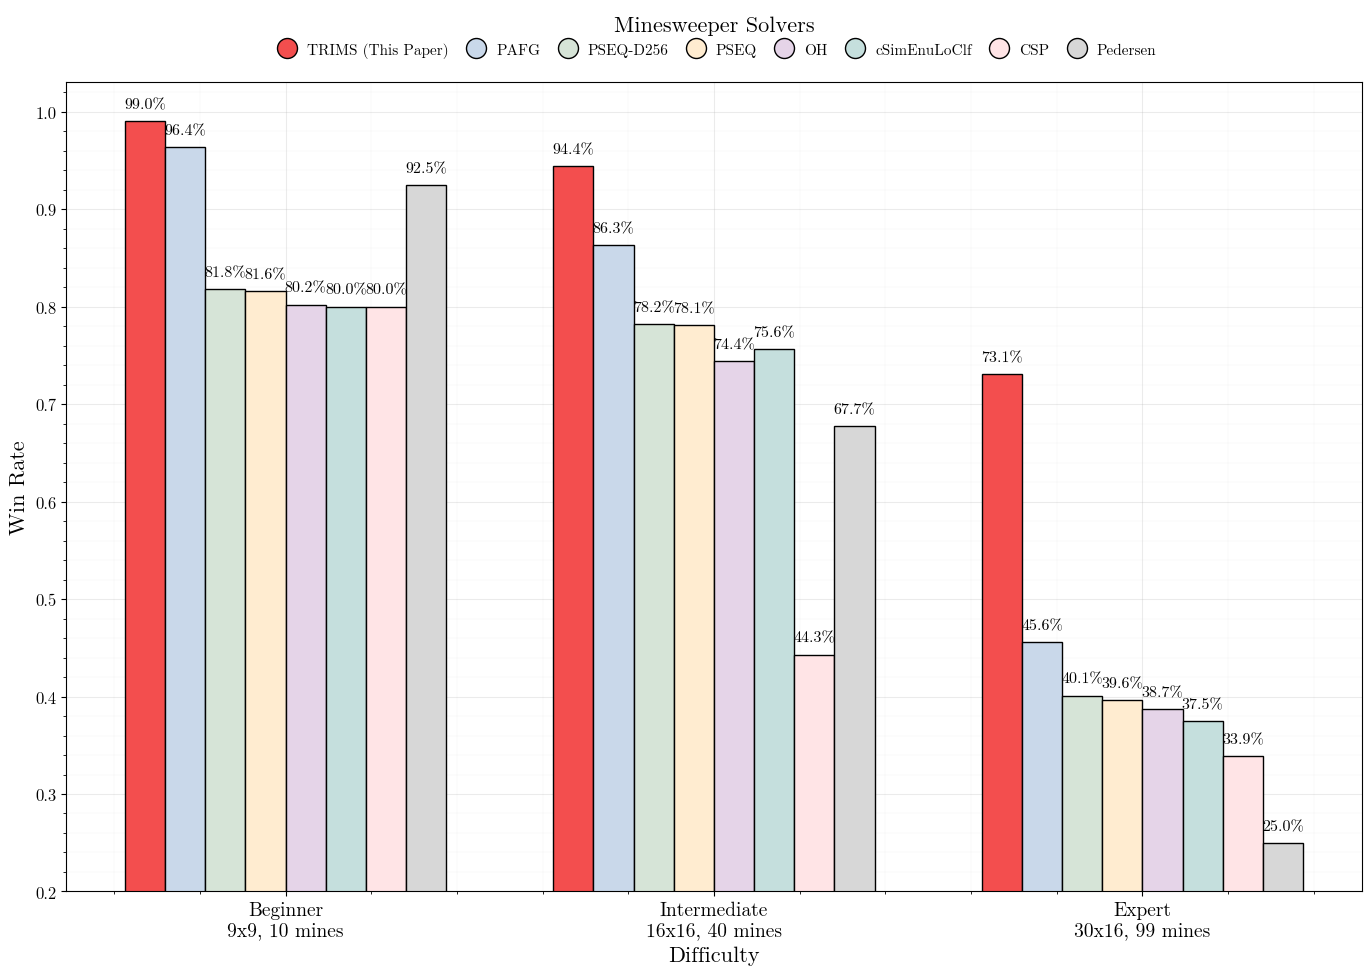 Minesweeper Solvers
TRIMS (This Paper) PAFG PSEQ-D256 PSEQ OH cSimEnuLoClf CSP Pedersen
99.0% 96.4% 81.8% 81.6% 80.2% 80.0% 80.0% 92.5%
94.4% 86.3% 78.2% 78.1% 74.4% 75.6% 44.3% 67.7%
73.1% 45.6% 40.1% 39.6% 38.7% 37.5% 33.9% 25.0%
1.0
0.9
0.8
0.7
0.6
0.5
0.4
0.3
0.2
Win Rate
Beginner Intermediate Expert
9x9, 10 mines 16x16, 40 mines 30x16, 99 mines
Difficulty